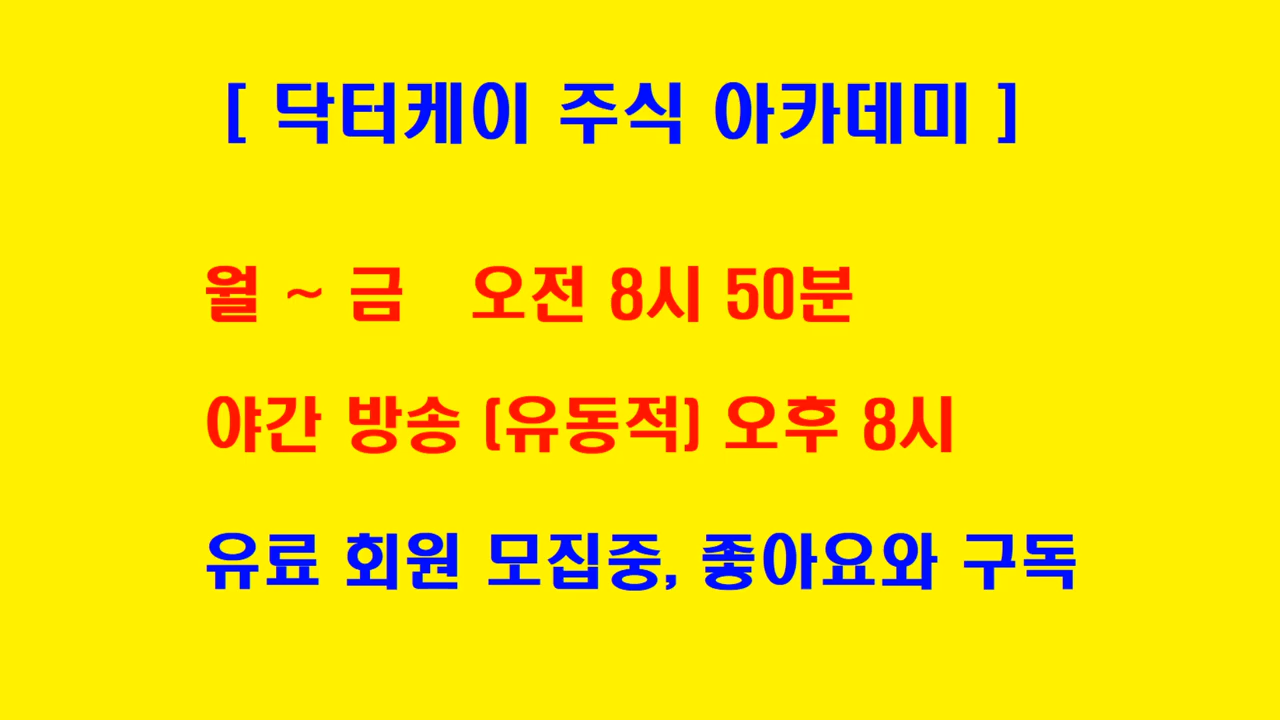 [ 닥터케이 주식 아카데미 ]
월 ~ 금 오전 8시 50분
야간 방송 (유동적) 오후 8시
유료 회원 모집중, 좋아요와 구독